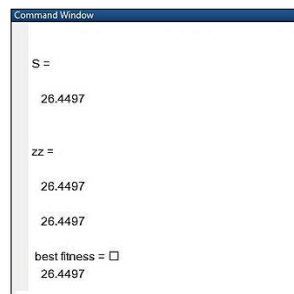 Command Window
S =
26.4497
zz =
26.4497
26.4497
best fitness = □
26.4497